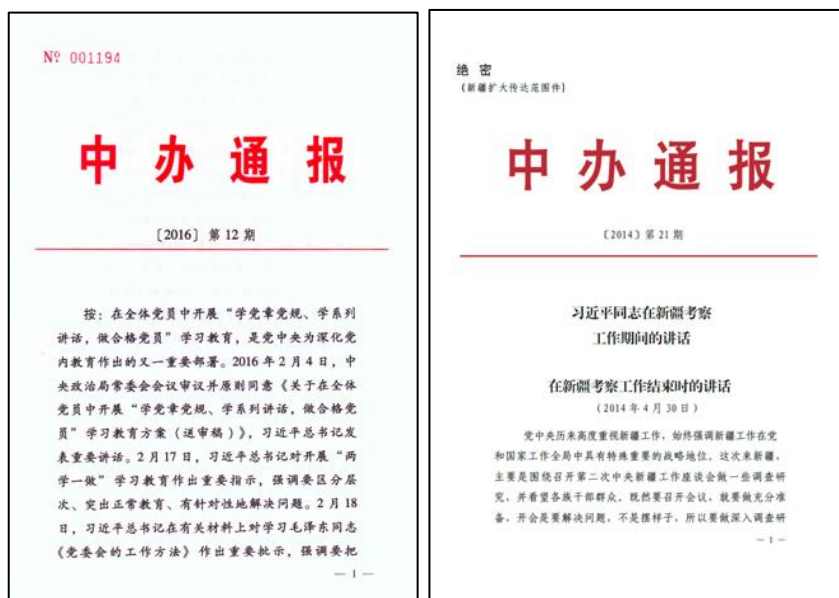 № 001194
中办通报
〔2016〕第 12 期
按：在全体党员中开展“学党章党规、学系列
讲话，做合格党员”学习教育，是党中央为深化党
内教育作出的又一重要部署。2016 年 2 月 4 日，中
央政治局常委会会议审议并原则同意《关于在全体
党员中开展“学党章党规、学系列讲话，做合格党
员”学习教育方案（送审稿）》，习近平总书记发
表重要讲话。2 月 17 日，习近平总书记对开展“两
学一做”学习教育作出重要指示，强调要区分层
次、突出正常教育、有针对性地解决问题。2 月 18
日，习近平总书记在有关材料上对学习毛泽东同志
《党委会的工作方法》作出重要批示，强调要把
— 1 —
绝 密
(新疆扩大传达范围件)
中办通报
〔2014〕第 21 期
习近平同志在新疆考察
工作期间的讲话
在新疆考察工作结束时的讲话
（2014 年 4 月 30 日）
党中央历来高度重视新疆工作，始终强调新疆工作在党
和国家工作全局中具有特殊重要的战略地位。这次来新疆，
主要是围绕召开第二次中央新疆工作座谈会做一些调查研
究，并看望各族干部群众。既然要召开会议，就要做充分准
备，开会是要解决问题，不是摆样子，所以要做深入调查研
— 1 —